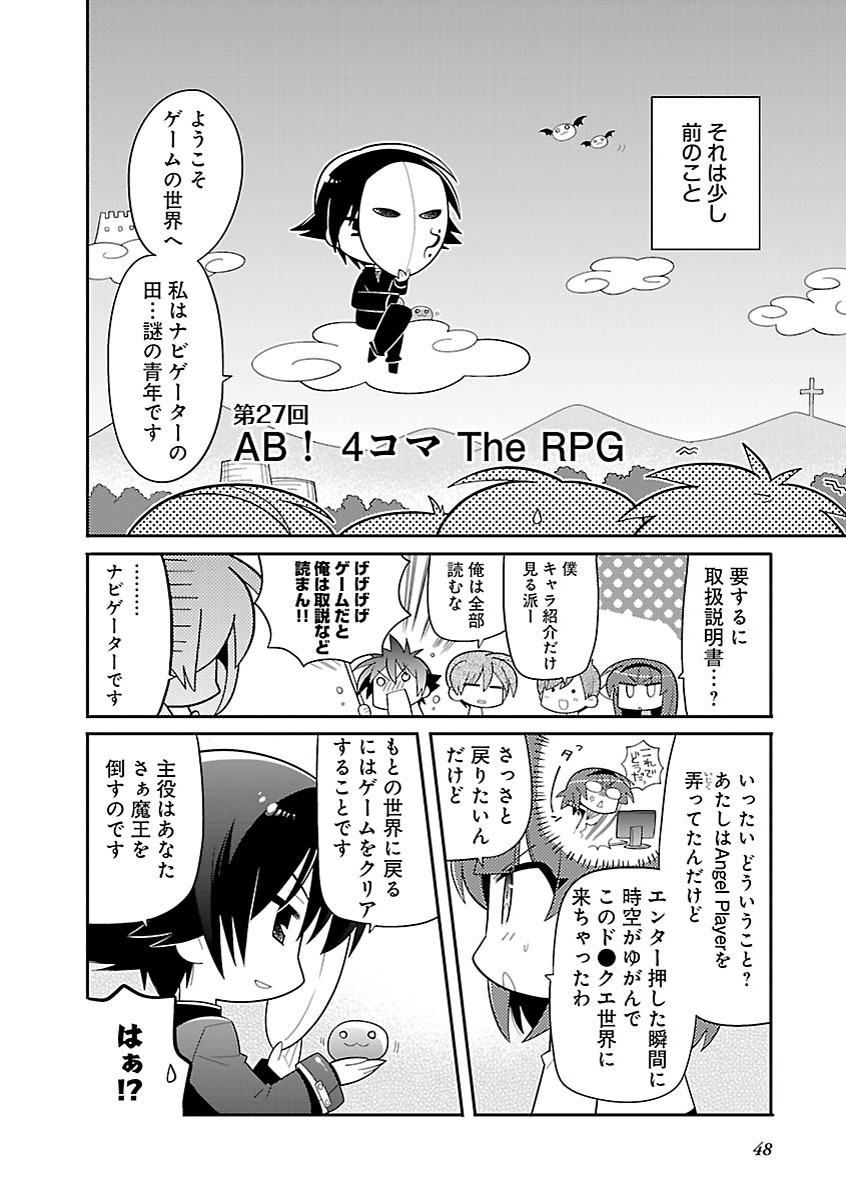 それは少し
前のこと
ようこそ
ゲームの世界へ
私はナビゲーターの
田…謎の青年です
第27回
AB！ 4コマ The RPG
要するに
取扱説明書…？
僕
キャラ紹介だけ
見る派ー
俺は全部
読むな
げげげげ
ゲームだと
俺は取説など
読まん!!
………
ナビゲーターです
いったい どういうこと？
あたしはAngel Playerを
弄ってたんだけど
いじく
これで
どうだっ
タッ
エンター押した瞬間に
時空がゆがんで
このド●クエ世界に
来ちゃったわ
さっさと
戻りたいん
だけど
もとの世界に戻る
にはゲームをクリア
することです
主役はあなた
さぁ魔王を
倒すのです
はぁ!?
48